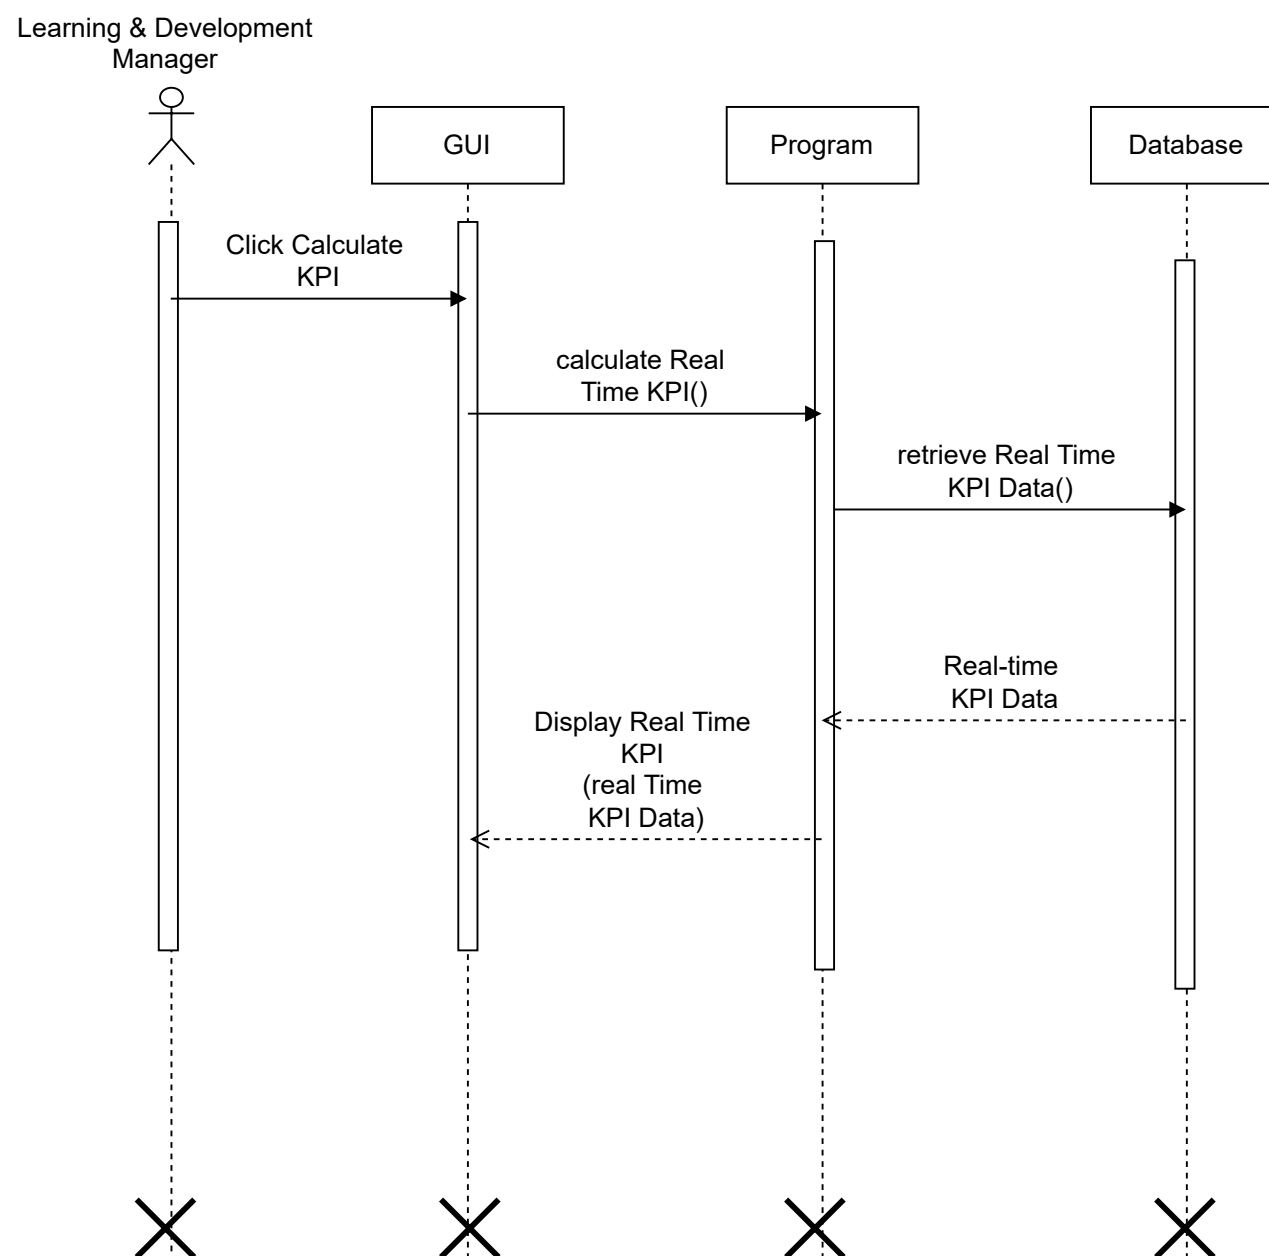 Learning & Development
Manager
GUI
Program
Database
Click Calculate
KPI
calculate Real
Time KPI()
retrieve Real Time
KPI Data()
Real-time
KPI Data
Display Real Time
KPI
(real Time
KPI Data)